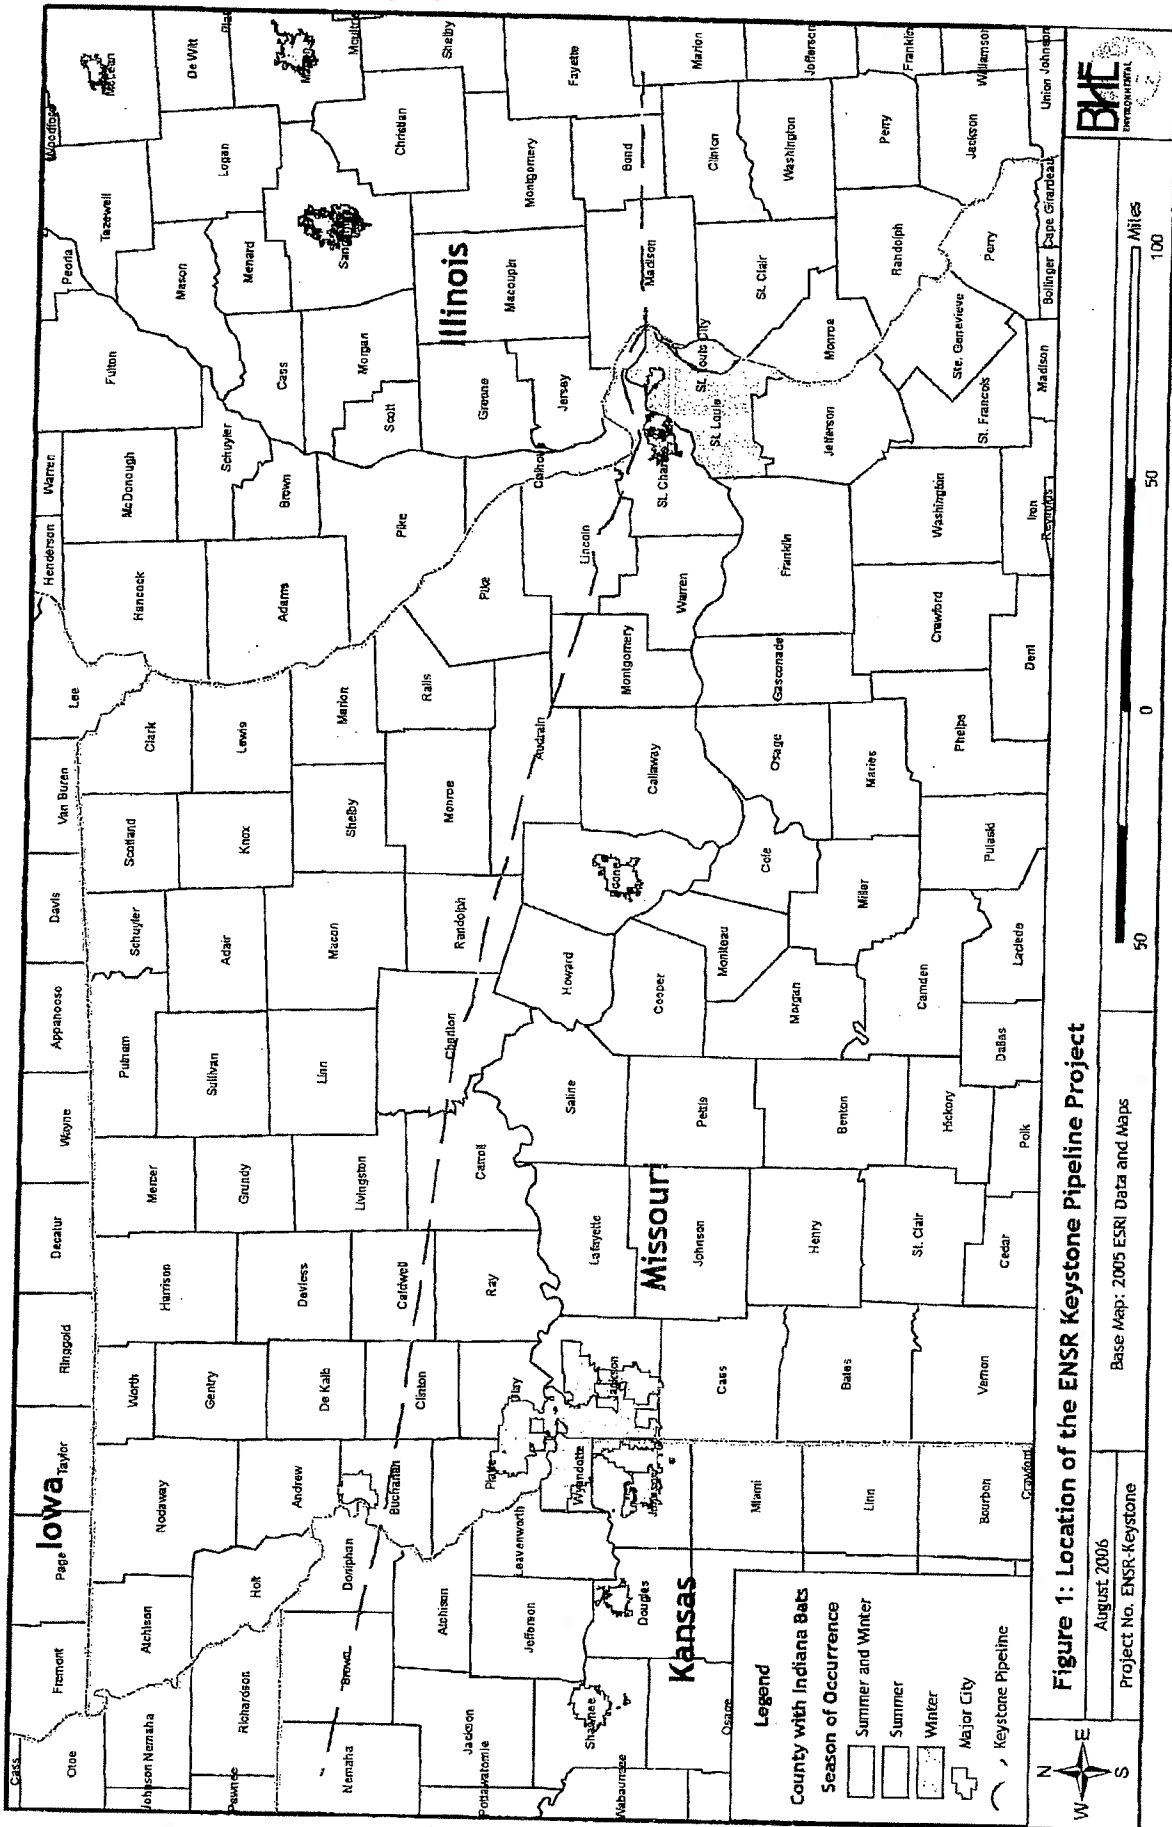 Iowa
Illinois
Missouri
Kansas
Cass
Fremont
Page
Taylor
Ringgold
Decatur
Wayne
Appanoose
Davis
Van Buren
Lee
Henderson
Warren
Peoria
Woodford
McLean
Otoe
Atchison
Nodaway
Worth
Harrison
Mercer
Putnam
Schuyler
Scotland
Clark
Hancock
McDonough
Fulton
Tazewell
De Witt
Johnson
Nemaha
Richardson
Holt
Andrew
Gentry
Daviess
Grundy
Sullivan
Adair
Knox
Lewis
Adams
Schuyler
Mason
Logan
Pawnee
Brown
Cass
Menard
Nemaha
Brown
Doniphan
De Kalb
Livingston
Linn
Macon
Shelby
Marion
Pike
Scott
Morgan
Christian
Moultrie
Shelby
Jackson
Atchison
Buchanan
Clinton
Caldwell
Chariton
Randolph
Monroe
Ralls
Pike
Greene
Macoupin
Montgomery
Fayette
Pottawatomie
Jefferson
Leavenworth
Platte
Clay
Ray
Carroll
Audrain
Calhoun
Jersey
Bond
Marion
Wabaunsee
Shawnee
Douglas
Wyandotte
Jackson
Lafayette
Saline
Howard
Boone
Callaway
Montgomery
Lincoln
Warren
St. Charles
Madison
Clinton
Jefferson
Osage
Johnson
Miami
Cass
Johnson
Pettis
Cooper
Moniteau
Cole
Osage
Gasconade
Franklin
St. Louis
St. Louis City
St. Clair
Washington
Perry
Franklin
Linn
Bates
Henry
Benton
Morgan
Miller
Maries
Jefferson
Monroe
Randolph
Jackson
Williamson
Bourbon
Crawford
Vernon
St. Clair
Cedar
Hickory
Polk
Camden
Dallas
Laclede
Pulaski
Phelps
Dent
Crawford
Washington
Iron
Reynolds
St. Francois
Ste. Genevieve
Madison
Perry
Bollinger
Cape Girardeau
Union
Johnson
Legend
County with Indiana Bats
Season of Occurrence
Summer and Winter
Summer
Winter
Major City
Keystone Pipeline
N
W
E
S
Figure 1: Location of the ENSR Keystone Pipeline Project
August 2006
Project No. ENSR-Keystone
Base Map: 2005 ESRI Data and Maps
50
0
50
100
Miles
BHE
ENVIRONMENTAL